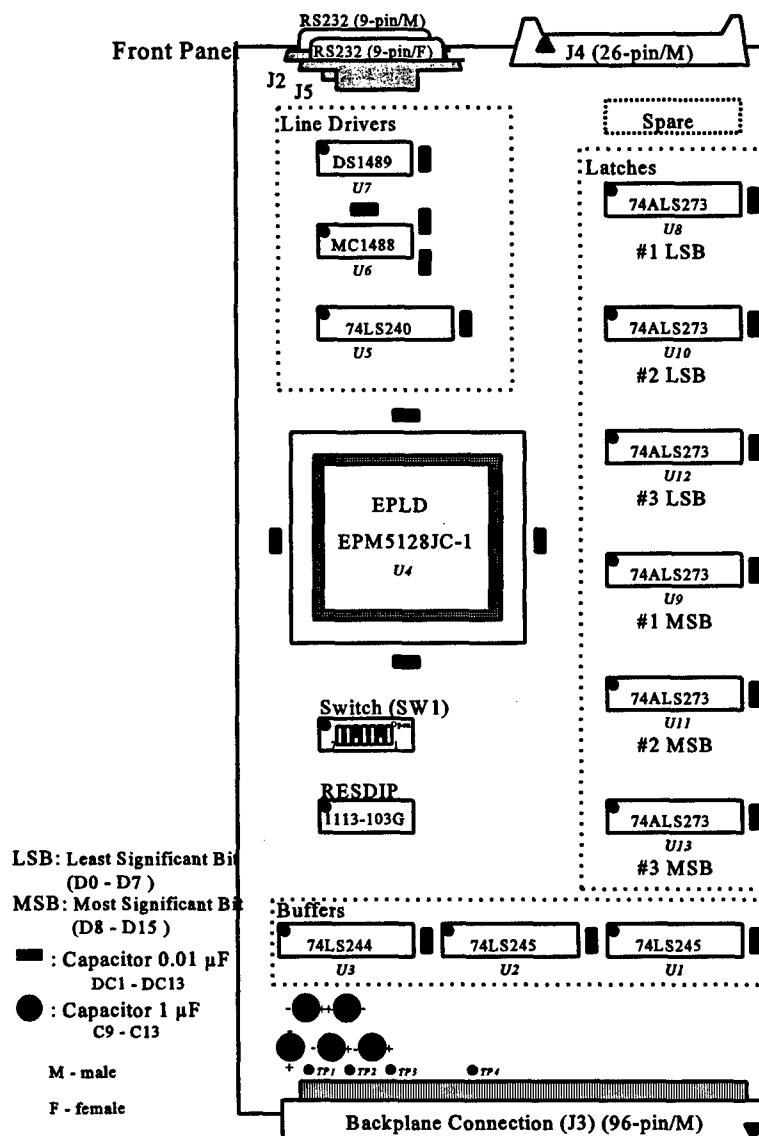 RS232 (9-pin/M)
Front Pane
RS232 (9-pin/F)
J4 (26-pin/M)
J2
J5
Line Drivers
Spare
DS1489
U7
Latches
74ALS273
U8
#1 LSB
MC1488
U6
74LS240
U5
74ALS273
U10
#2 LSB
74ALS273
U12
#3 LSB
EPLD
EPM5128JC-1
U4
74ALS273
U9
#1 MSB
74ALS273
U11
#2 MSB
Switch (SW1)
Open
RESDIP
1113-103G
74ALS273
U13
#3 MSB
LSB: Least Significant Bit
(D0 - D7 )
MSB: Most Significant Bit
(D8 - D15 )
Buffers
74LS244
U3
74LS245
U2
74LS245
U1
: Capacitor 0.01 µF
DC1 - DC13
: Capacitor 1 µF
C9 - C13
TP1 TP2 TP3 TP4
M - male
F - female
Backplane Connection (J3) (96-pin/M)